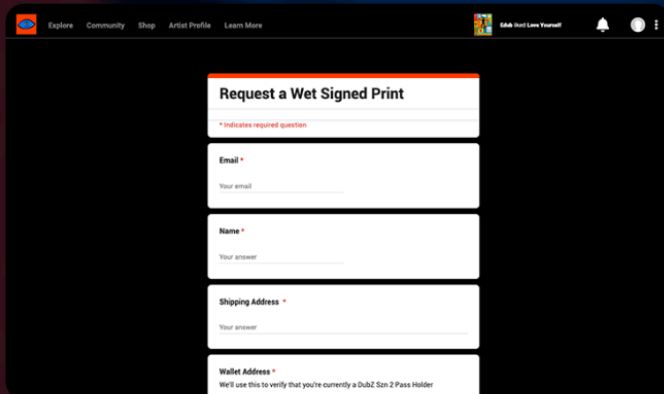 Explore Community Shop Artist Profile Learn More Edub liked Love Yourself
Request a Wet Signed Print
* Indicates required question
Email *
Your email
Name *
Your answer
Shipping Address *
Your answer
Wallet Address *
We'll use this to verify that you're currently a DubZ Szn 2 Pass Holder